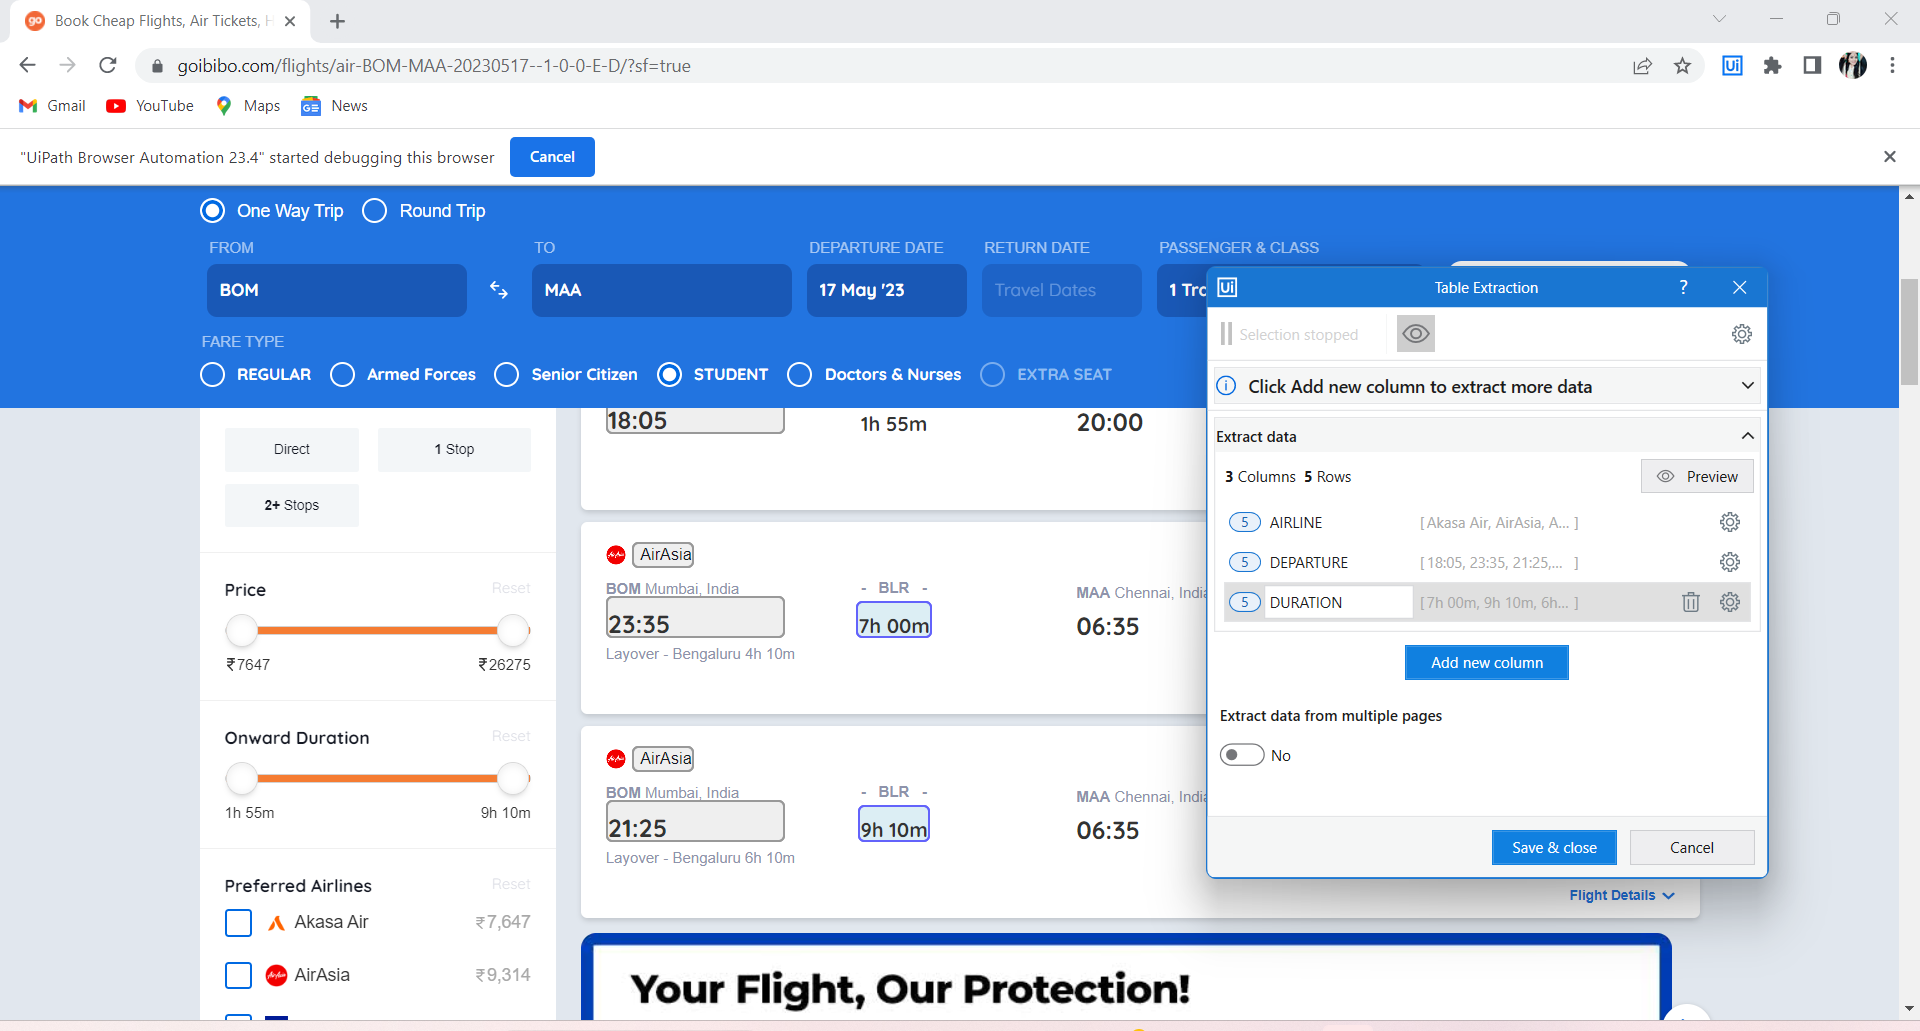 go Book Cheap Flights, Air Tickets, H
goibibo.com/flights/air-BOM-MAA-20230517--1-0-0-E-D/?sf=true
Ui
Gmail YouTube Maps GE News
"UiPath Browser Automation 23.4" started debugging this browser Cancel
One Way Trip Round Trip
FROM TO DEPARTURE DATE RETURN DATE PASSENGER & CLASS
BOM MAA 17 May '23 Travel Dates 1 Tra
FARE TYPE
REGULAR Armed Forces Senior Citizen STUDENT Doctors & Nurses EXTRA SEAT
Direct 1 Stop
2+ Stops
Price Reset
₹7647 ₹26275
Onward Duration Reset
1h 55m 9h 10m
Preferred Airlines Reset
Akasa Air ₹7,647
AirAsia ₹9,314
18:05 1h 55m 20:00
AirAsia
BOM Mumbai, India - BLR - MAA Chennai, India
23:35 7h 00m 06:35
Layover - Bengaluru 4h 10m
AirAsia
BOM Mumbai, India - BLR - MAA Chennai, India
21:25 9h 10m 06:35
Layover - Bengaluru 6h 10m
Flight Details
Your Flight, Our Protection!
Ui Table Extraction ?
Selection stopped
Click Add new column to extract more data
Extract data
3 Columns 5 Rows Preview
5 AIRLINE [ Akasa Air, AirAsia, A... ]
5 DEPARTURE [ 18:05, 23:35, 21:25,... ]
5 DURATION [ 7h 00m, 9h 10m, 6h... ]
Add new column
Extract data from multiple pages
No
Save & close Cancel